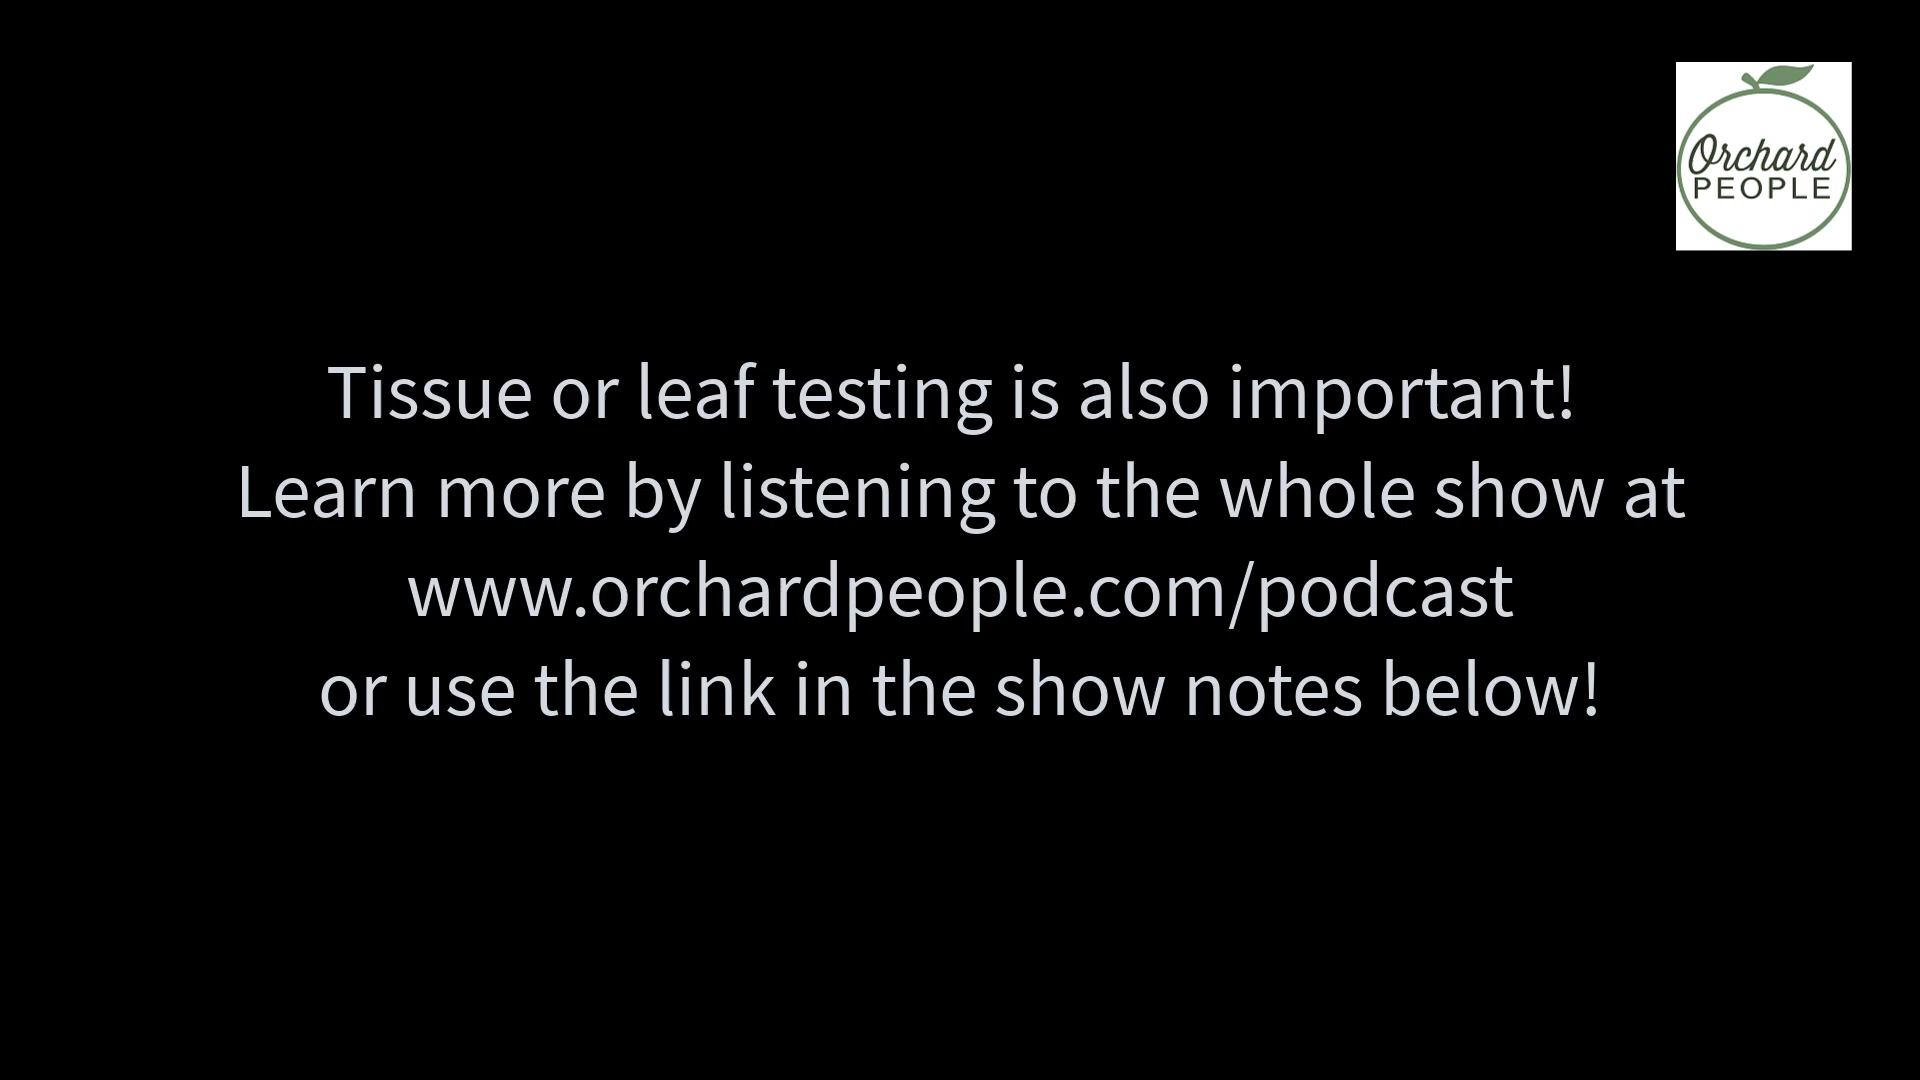 Orchard
PEOPLE
Tissue or leaf testing is also important!
Learn more by listening to the whole show at
www.orchardpeople.com/podcast
or use the link in the show notes below!